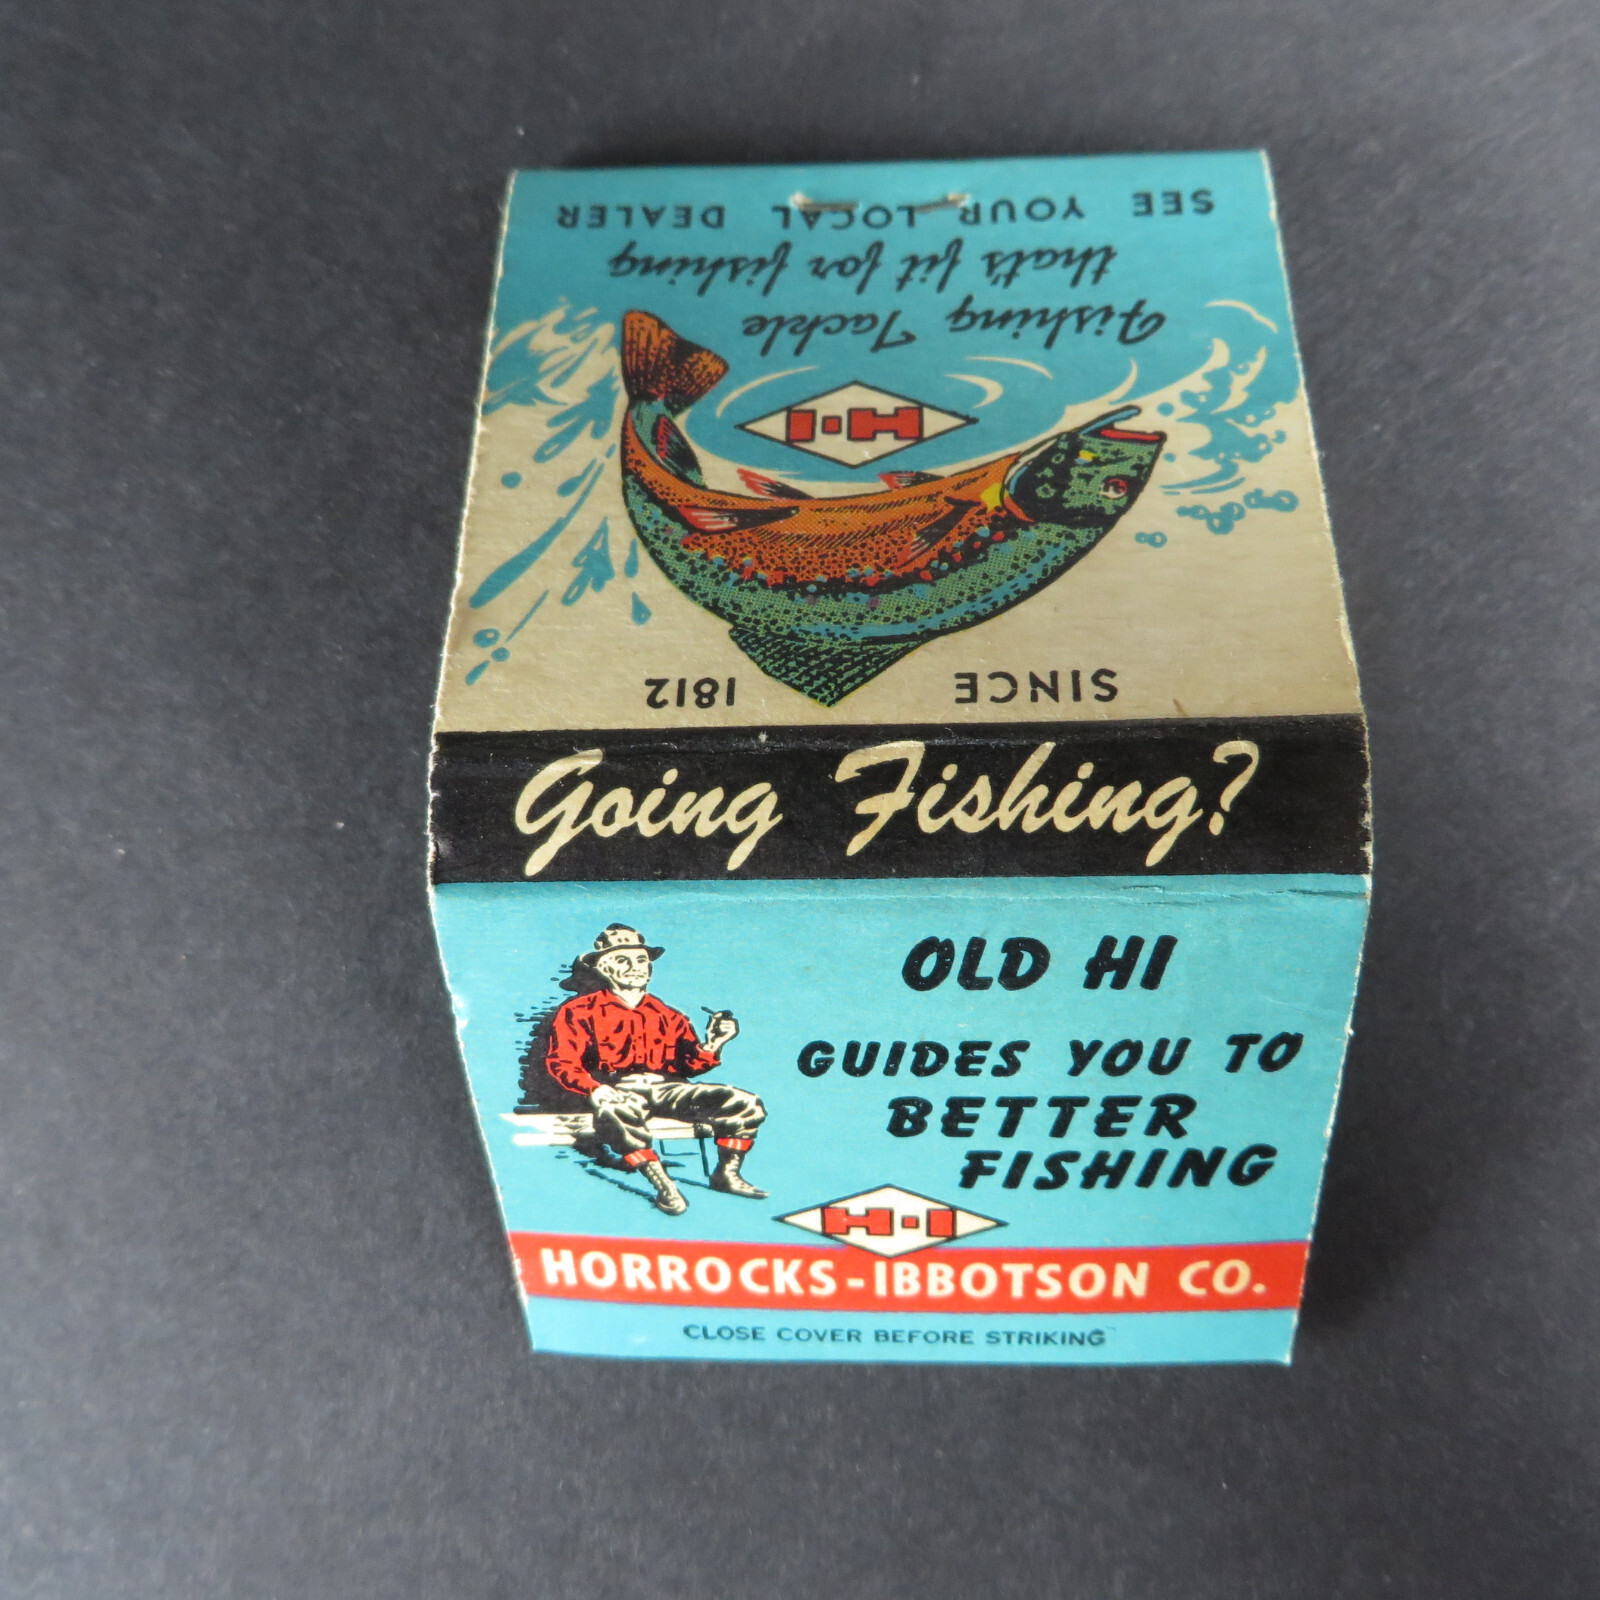 SINCE 1812
H-I
Fishing Tackle
that's fit for fishing
SEE YOUR LOCAL DEALER
Going Fishing?
OLD HI
GUIDES YOU TO
BETTER
FISHING
H-I
HORROCKS-IBBOTSON CO.
CLOSE COVER BEFORE STRIKING